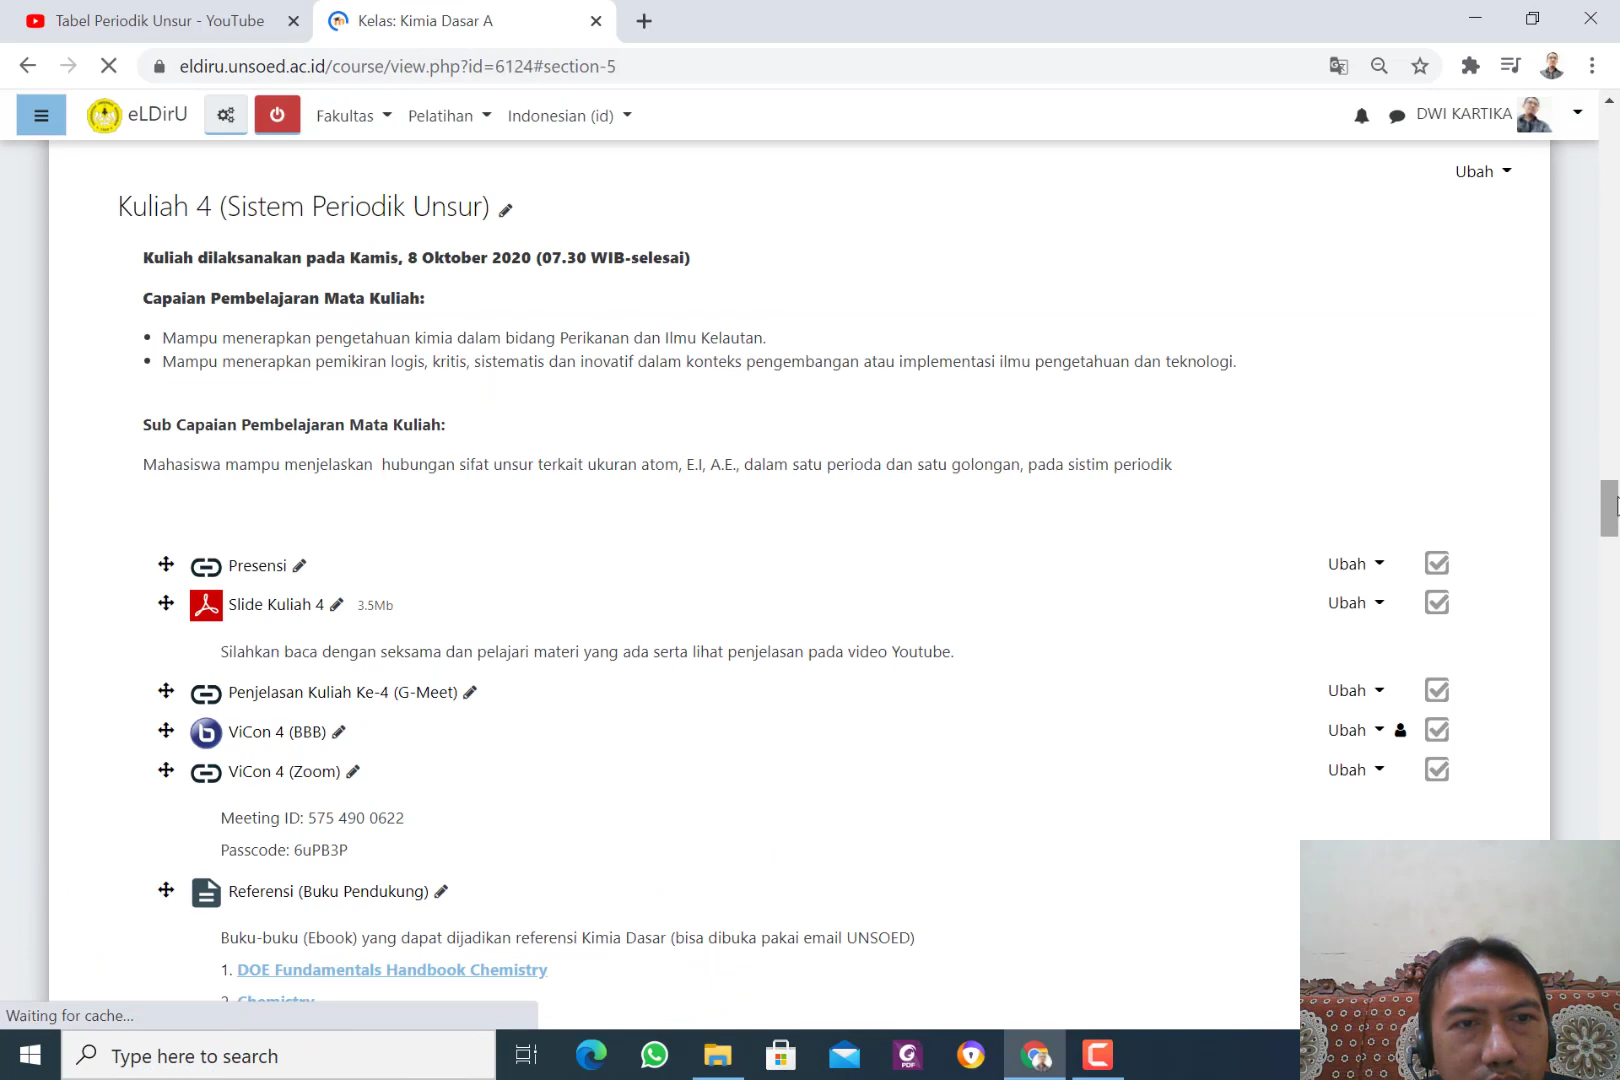 Tabel Periodik Unsur - YouTube
Kelas: Kimia Dasar A
eldiru.unsoed.ac.id/course/view.php?id=6124#section-5
eLDirU
Fakultas
Pelatihan
Indonesian (id)
DWI KARTIKA
Ubah
Kuliah 4 (Sistem Periodik Unsur)
Kuliah dilaksanakan pada Kamis, 8 Oktober 2020 (07.30 WIB-selesai)
Capaian Pembelajaran Mata Kuliah:
Mampu menerapkan pengetahuan kimia dalam bidang Perikanan dan Ilmu Kelautan.
Mampu menerapkan pemikiran logis, kritis, sistematis dan inovatif dalam konteks pengembangan atau implementasi ilmu pengetahuan dan teknologi.
Sub Capaian Pembelajaran Mata Kuliah:
Mahasiswa mampu menjelaskan  hubungan sifat unsur terkait ukuran atom, E.I, A.E., dalam satu perioda dan satu golongan, pada sistim periodik
Presensi
Ubah
Slide Kuliah 4 3.5Mb
Ubah
Silahkan baca dengan seksama dan pelajari materi yang ada serta lihat penjelasan pada video Youtube.
Penjelasan Kuliah Ke-4 (G-Meet)
Ubah
ViCon 4 (BBB)
Ubah
ViCon 4 (Zoom)
Ubah
Meeting ID: 575 490 0622
Passcode: 6uPB3P
Referensi (Buku Pendukung)
Buku-buku (Ebook) yang dapat dijadikan referensi Kimia Dasar (bisa dibuka pakai email UNSOED)
1. DOE Fundamentals Handbook Chemistry
2. Chemistry
Waiting for cache...
Type here to search
PDF